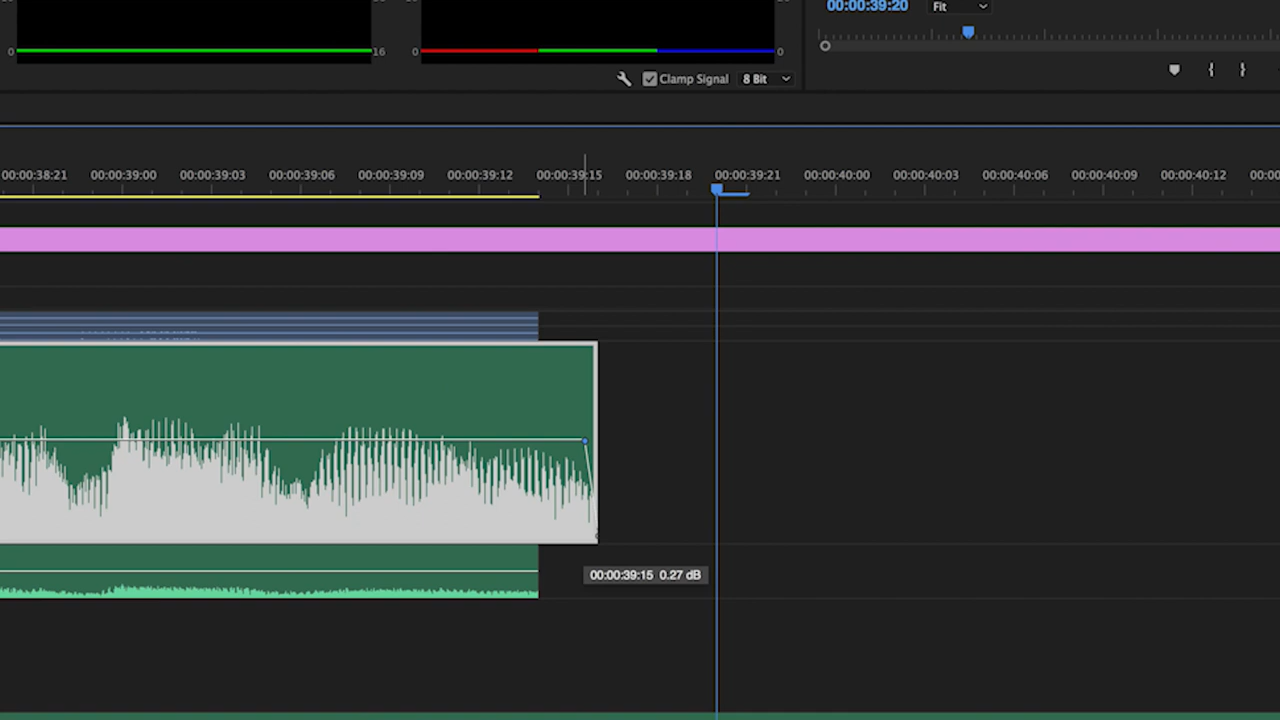 00:00:39:20 Fit
0 16 0 0
Clamp Signal 8 Bit
00:00:38:21 00:00:39:00 00:00:39:03 00:00:39:06 00:00:39:09 00:00:39:12 00:00:39:15 00:00:39:18 00:00:39:21 00:00:40:00 00:00:40:03 00:00:40:06 00:00:40:09 00:00:40:12
00:00:39:15 0.27 dB